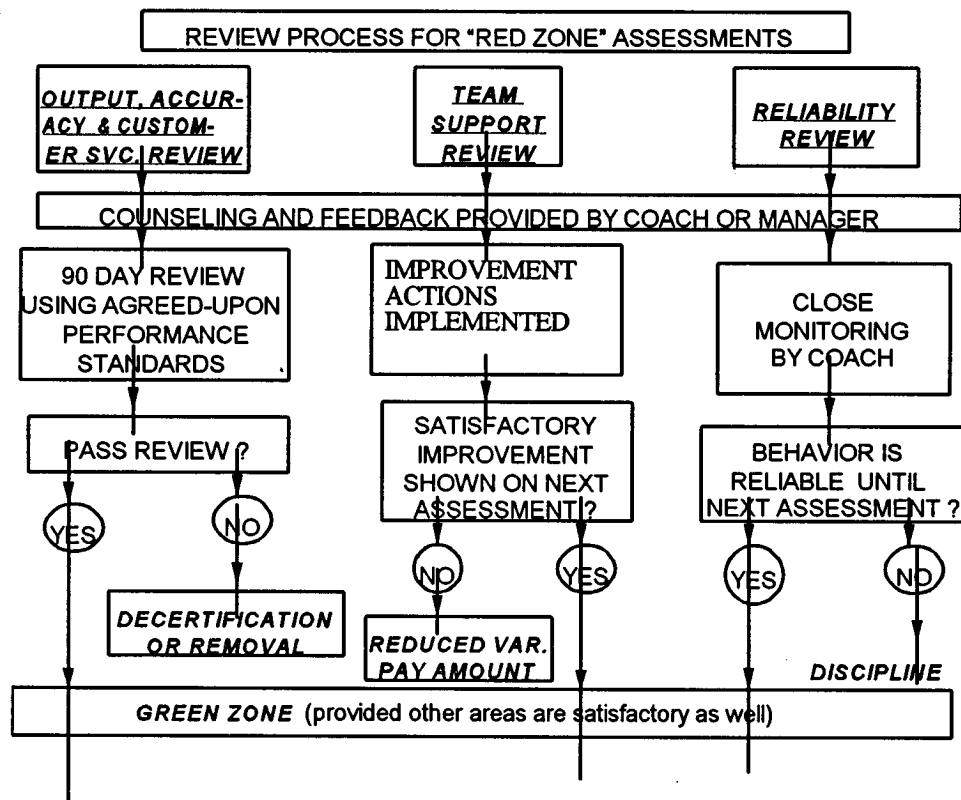 REVIEW PROCESS FOR “RED ZONE” ASSESSMENTS
OUTPUT, ACCUR-
ACY & CUSTOM-
ER SVC. REVIEW
TEAM
SUPPORT
REVIEW
RELIABILITY
REVIEW
COUNSELING AND FEEDBACK PROVIDED BY COACH OR MANAGER
90 DAY REVIEW
USING AGREED-UPON
PERFORMANCE
STANDARDS
IMPROVEMENT
ACTIONS
IMPLEMENTED
CLOSE
MONITORING
BY COACH
PASS REVIEW ?
SATISFACTORY
IMPROVEMENT
SHOWN ON NEXT
ASSESSMENT ?
BEHAVIOR IS
RELIABLE UNTIL
NEXT ASSESSMENT ?
YES
NO
NO
YES
YES
NO
DECERTIFICATION
OR REMOVAL
REDUCED VAR.
PAY AMOUNT
DISCIPLINE
GREEN ZONE (provided other areas are satisfactory as well)